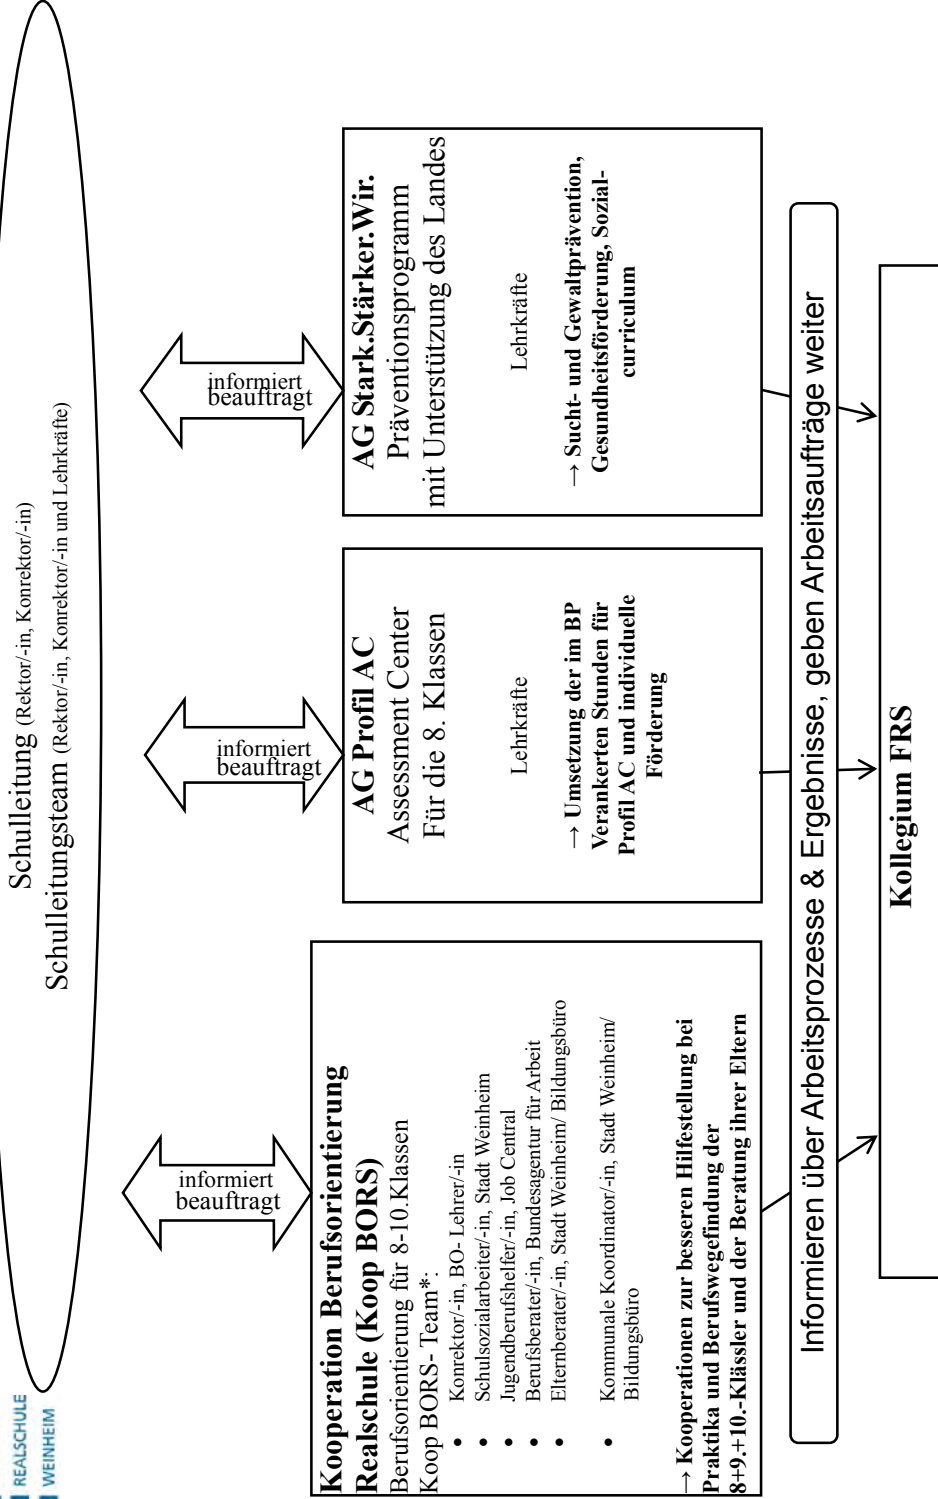 REALSCHULE
WEINHEIM
Schulleitung (Rektor/-in, Konrektor/-in)
Schulleitungsteam (Rektor/-in, Konrektor/-in und Lehrkräfte)
informiert
beauftragt
informiert
beauftragt
informiert
beauftragt
Kooperation Berufsorientierung
Realschule (Koop BORS)
Berufsorientierung für 8-10.Klassen
Koop BORS- Team*:
• Konrektor/-in, BO- Lehrer/-in
• Schulsozialarbeiter/-in, Stadt Weinheim
• Jugendberufshelfer/-in, Job Central
• Berufsberater/-in, Bundesagentur für Arbeit
• Elternberater/-in, Stadt Weinheim/ Bildungsbüro
• Kommunale Koordinator/-in, Stadt Weinheim/
Bildungsbüro
→ Kooperationen zur besseren Hilfestellung bei
Praktika und Berufswegefindung der
8+9.+10.-Klässler und der Beratung ihrer Eltern
AG Profil AC
Assessment Center
Für die 8. Klassen
Lehrkräfte
→ Umsetzung der im BP
Verankerten Stunden für
Profil AC und individuelle
Förderung
AG Stark.Stärker.Wir.
Präventionsprogramm
mit Unterstützung des Landes
Lehrkräfte
→ Sucht- und Gewaltprävention,
Gesundheitsförderung, Sozial-
curriculum
Informieren über Arbeitsprozesse & Ergebnisse, geben Arbeitsaufträge weiter
Kollegium FRS